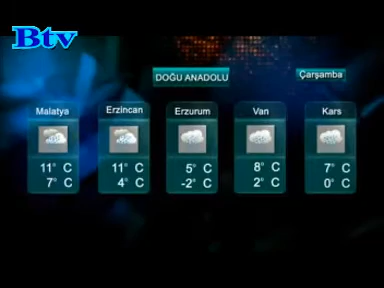 Btv
DOĞU ANADOLU
Çarşamba
Malatya
11° C
7° C
Erzincan
11° C
4° C
Erzurum
5° C
-2° C
Van
8° C
2° C
Kars
7° C
0° C